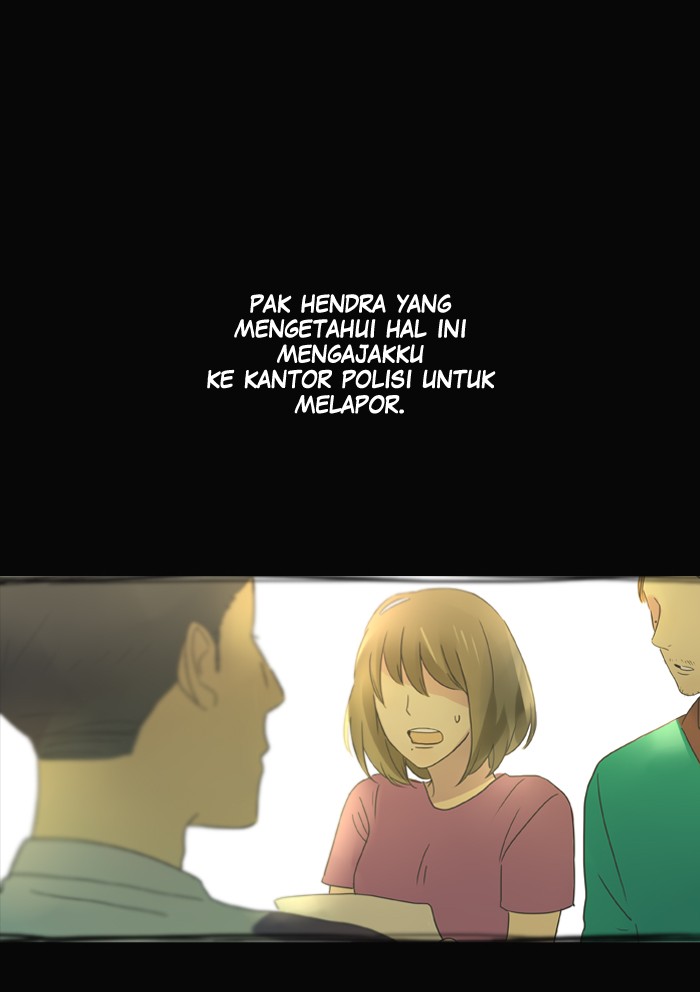 PAK HENDRA YANG
MENGETAHUI HAL INI
MENGAJAKKU
KE KANTOR POLISI UNTUK
MELAPOR.